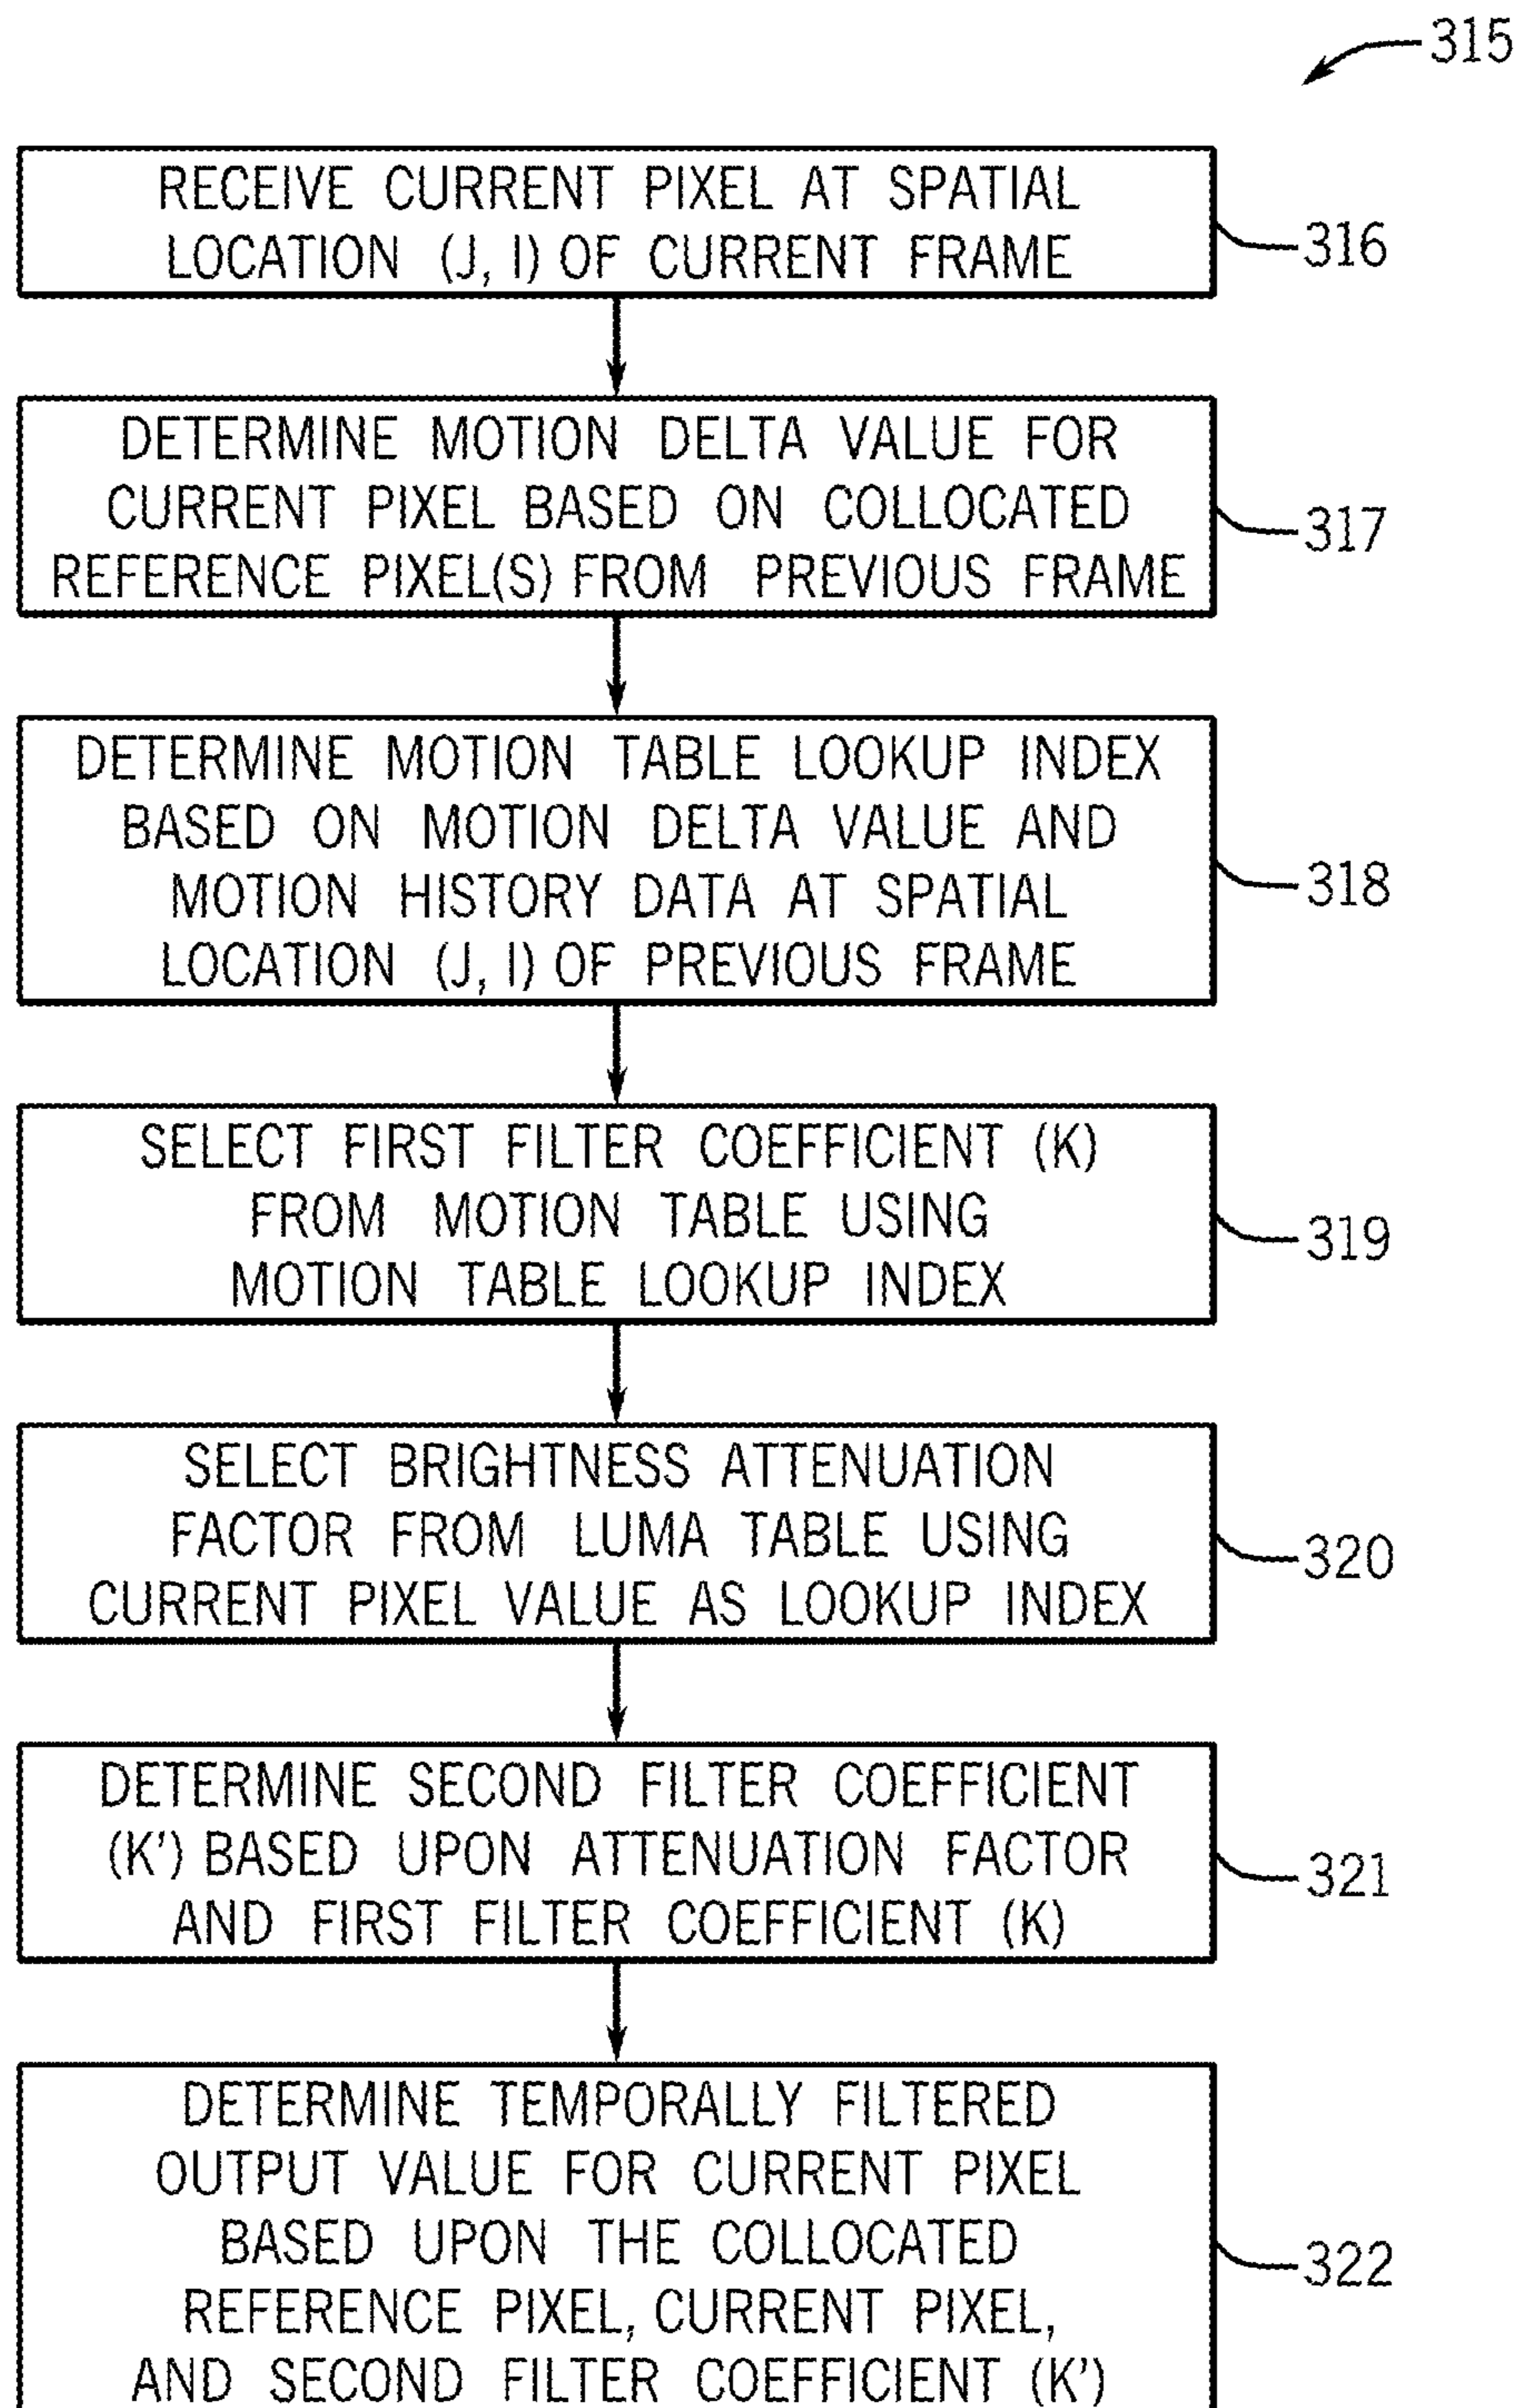 315
RECEIVE CURRENT PIXEL AT SPATIAL
LOCATION (J, I) OF CURRENT FRAME
316
DETERMINE MOTION DELTA VALUE FOR
CURRENT PIXEL BASED ON COLLOCATED
REFERENCE PIXEL(S) FROM PREVIOUS FRAME
317
DETERMINE MOTION TABLE LOOKUP INDEX
BASED ON MOTION DELTA VALUE AND
MOTION HISTORY DATA AT SPATIAL
LOCATION (J, I) OF PREVIOUS FRAME
318
SELECT FIRST FILTER COEFFICIENT (K)
FROM MOTION TABLE USING
MOTION TABLE LOOKUP INDEX
319
SELECT BRIGHTNESS ATTENUATION
FACTOR FROM LUMA TABLE USING
CURRENT PIXEL VALUE AS LOOKUP INDEX
320
DETERMINE SECOND FILTER COEFFICIENT
(K') BASED UPON ATTENUATION FACTOR
AND FIRST FILTER COEFFICIENT (K)
321
DETERMINE TEMPORALLY FILTERED
OUTPUT VALUE FOR CURRENT PIXEL
BASED UPON THE COLLOCATED
REFERENCE PIXEL, CURRENT PIXEL,
AND SECOND FILTER COEFFICIENT (K')
322